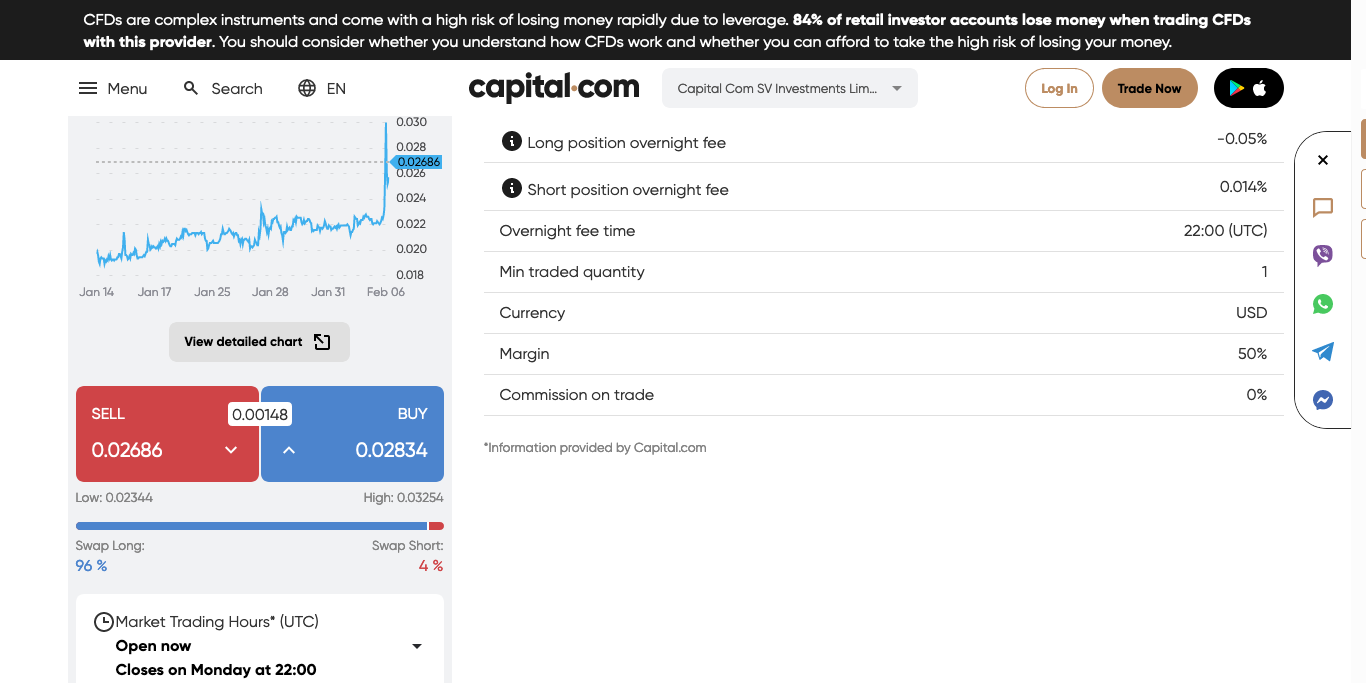 CFDs are complex instruments and come with a high risk of losing money rapidly due to leverage. 84% of retail investor accounts lose money when trading CFDs
with this provider. You should consider whether you understand how CFDs work and whether you can afford to take the high risk of losing your money.
Menu Search EN capital.com Capital Com SV Investments Lim... Log In Trade Now
0.030
0.028
0.02686
0.026
0.024
0.022
0.020
0.018
Jan 14 Jan 17 Jan 25 Jan 28 Jan 31 Feb 06
View detailed chart
SELL 0.00148 BUY
0.02686 0.02834
Low: 0.02344 High: 0.03254
Swap Long: Swap Short:
96 % 4 %
Market Trading Hours* (UTC)
Open now
Closes on Monday at 22:00
Long position overnight fee -0.05%
Short position overnight fee 0.014%
Overnight fee time 22:00 (UTC)
Min traded quantity 1
Currency USD
Margin 50%
Commission on trade 0%
*Information provided by Capital.com